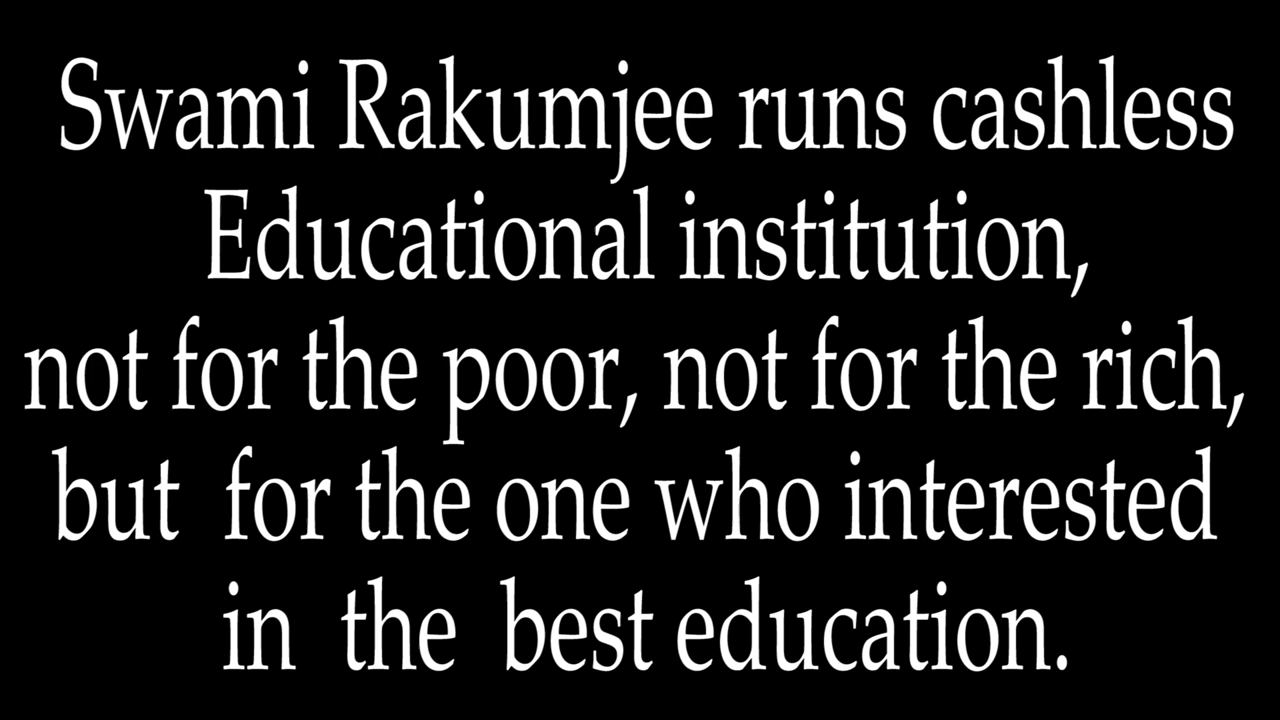 Swami Rakumjee runs cashless
Educational institution,
not for the poor, not for the rich,
but for the one who interested
in the best education.